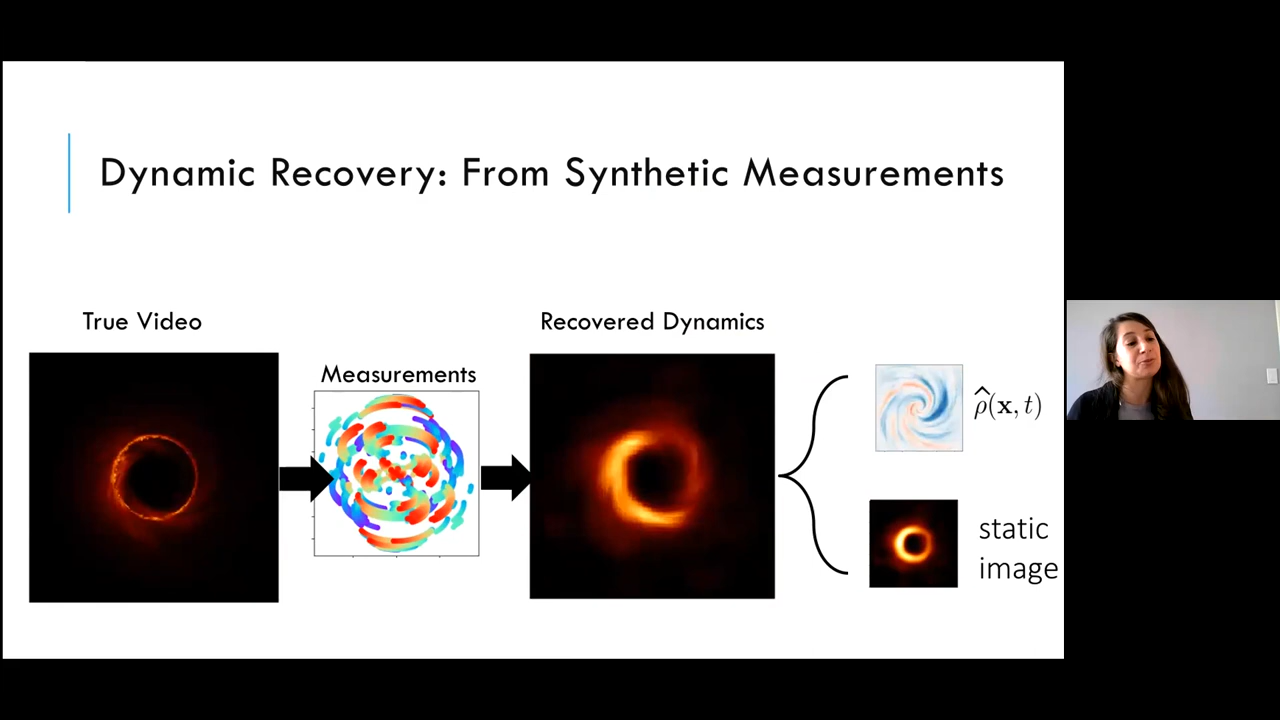 Dynamic Recovery: From Synthetic Measurements
True Video
Measurements
Recovered Dynamics
ρ̂(x, t)
static
image